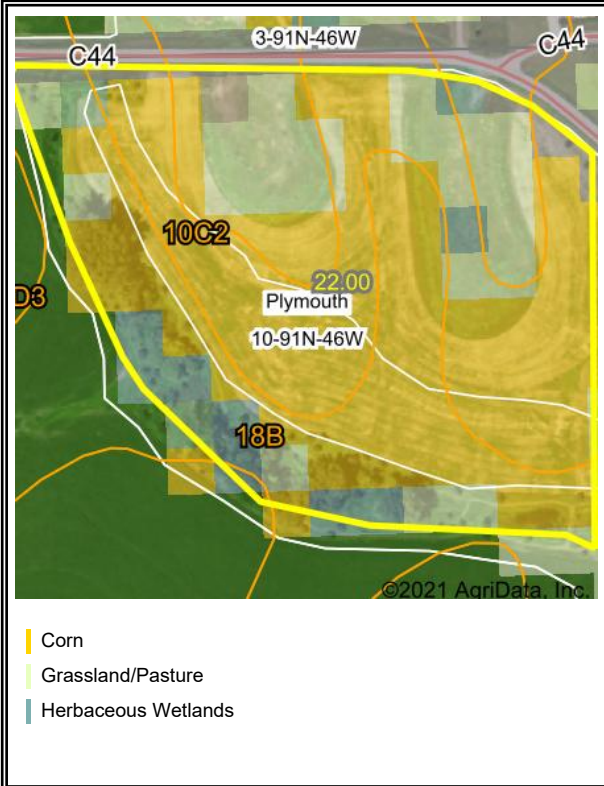 3-91N-46W
C44
C44
10C2
22.00
D3
Plymouth
10-91N-46W
18B
©2021 AgriData, Inc.
Corn
Grassland/Pasture
Herbaceous Wetlands